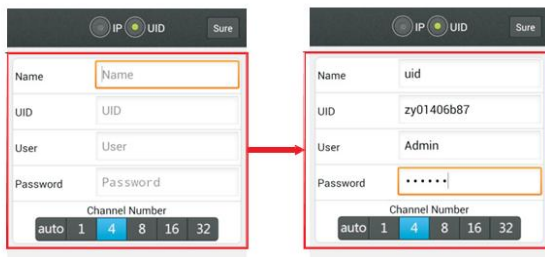 IP UID Sure
Name Name
UID UID
User User
Password Password
Channel Number
auto 1 4 8 16 32
IP UID Sure
Name uid
UID zy01406b87
User Admin
Password ••••••
Channel Number
auto 1 4 8 16 32